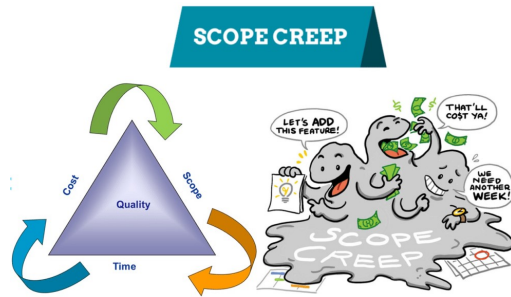 SCOPE CREEP
Cost
Scope
Quality
Time
LET'S ADD
THIS FEATURE!
THAT'LL
CO$T YA!
WE
NEED
ANOTHER
WEEK!
SCOPE
CREEP